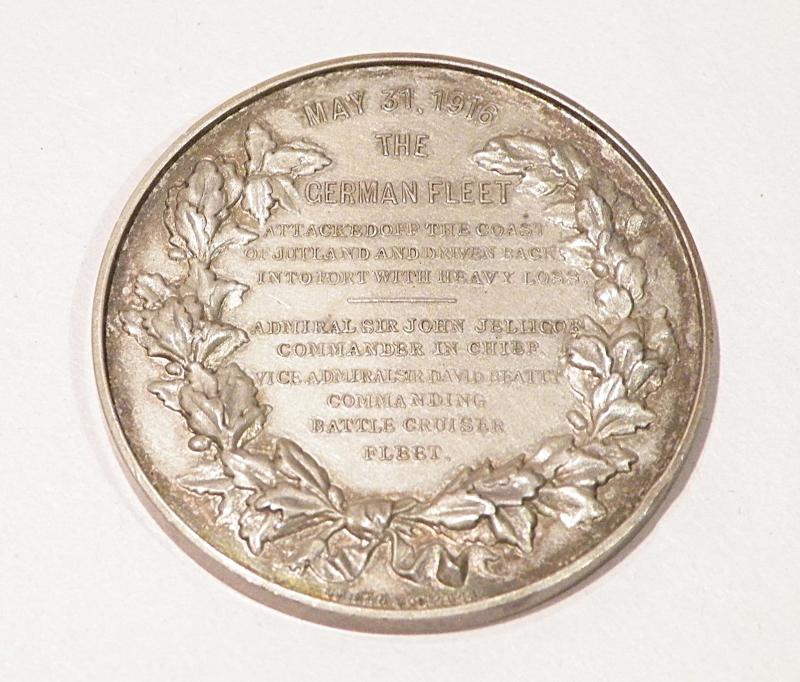 MAY 31, 1916
THE
GERMAN FLEET
ATTACKED OFF THE COAST
OF JUTLAND AND DRIVEN BACK
INTO PORT WITH HEAVY LOSS
ADMIRAL SIR JOHN JELLICOE
COMMANDER IN CHIEF
VICE ADMIRAL SIR DAVID BEATTY
COMMANDING
BATTLE CRUISER
FLEET.